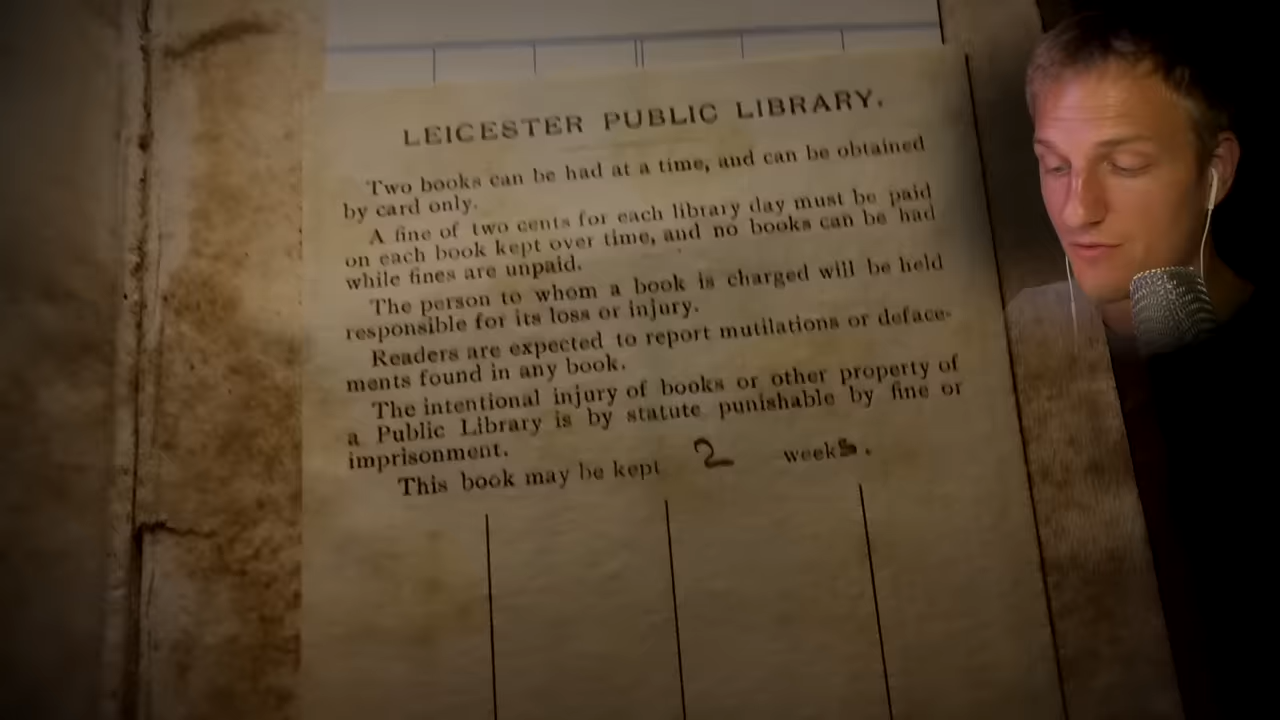 LEICESTER PUBLIC LIBRARY.
Two books can be had at a time, and can be obtained
by card only.
A fine of two cents for each library day must be paid
on each book kept over time, and no books can be had
while fines are unpaid.
The person to whom a book is charged will be held
responsible for its loss or injury.
Readers are expected to report mutilations or deface-
ments found in any book.
The intentional injury of books or other property of
a Public Library is by statute punishable by fine or
imprisonment.
This book may be kept 2 weeks.